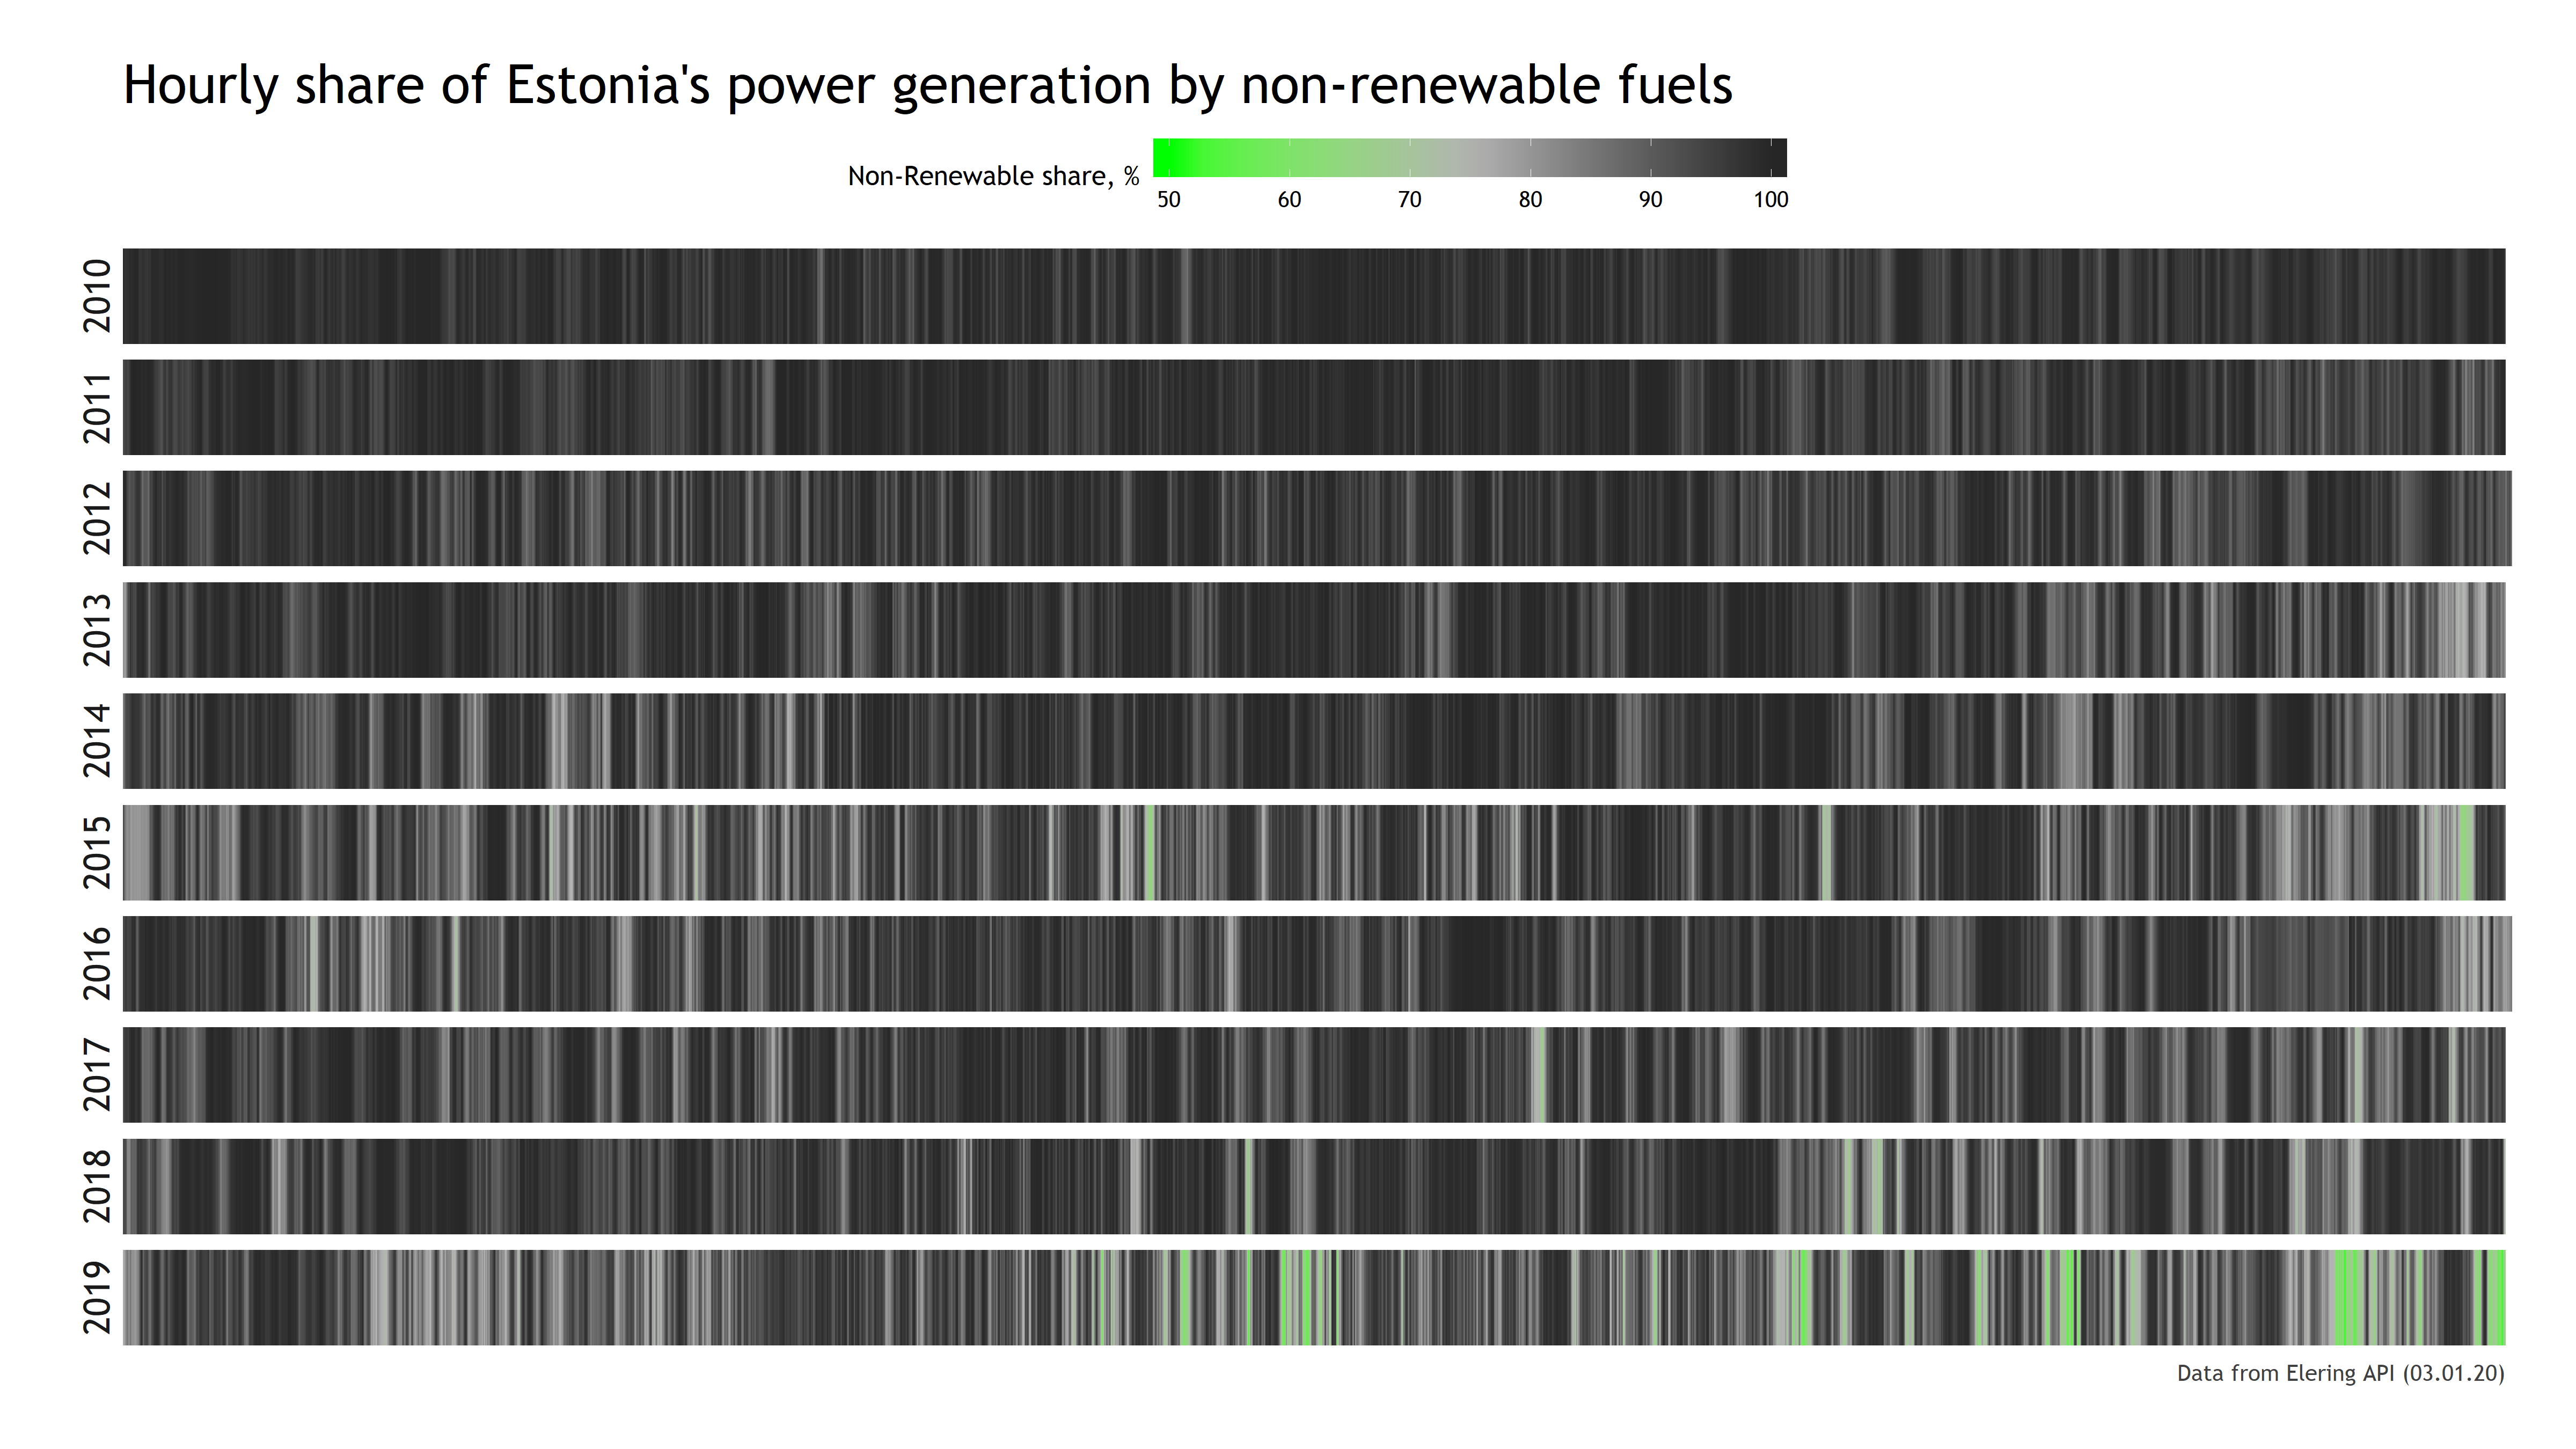 Hourly share of Estonia's power generation by non-renewable fuels
Non-Renewable share, %
50 60 70 80 90 100
2010
2011
2012
2013
2014
2015
2016
2017
2018
2019
Data from Elering API (03.01.20)